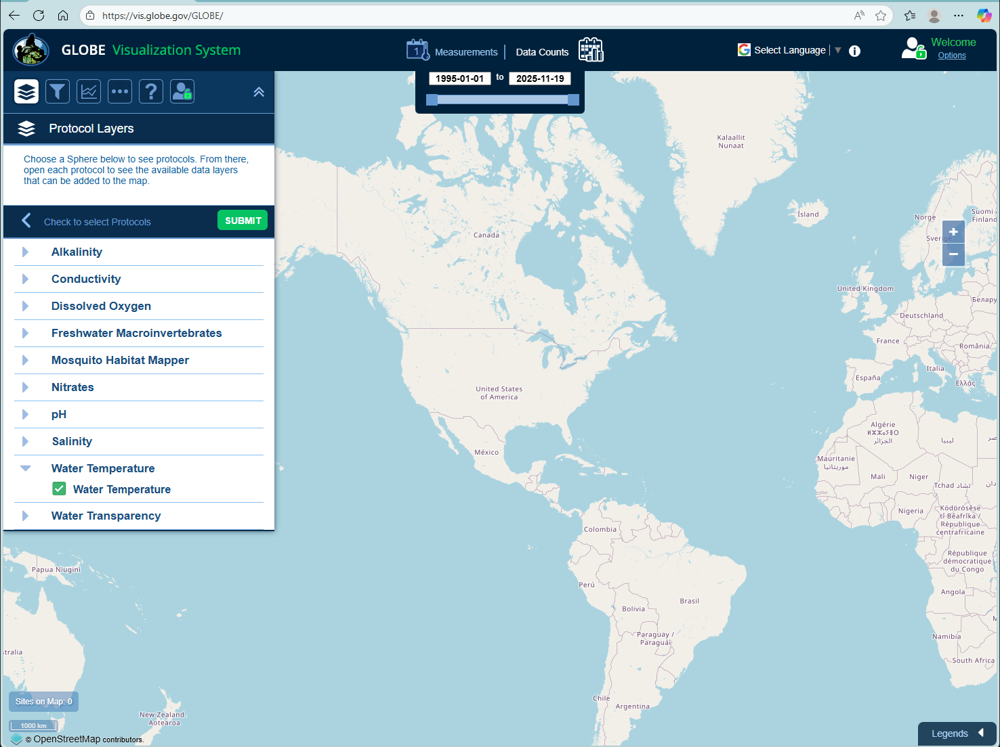 https://vis.globe.gov/GLOBE/
GLOBE Visualization System
1
Measurements
Data Counts
Select Language
Welcome
Options
1995-01-01 to 2025-11-19
Protocol Layers
Choose a Sphere below to see protocols. From there,
open each protocol to see the available data layers
that can be added to the map.
Check to select Protocols
SUBMIT
Alkalinity
Conductivity
Dissolved Oxygen
Freshwater Macroinvertebrates
Mosquito Habitat Mapper
Nitrates
pH
Salinity
Water Temperature
Water Temperature
Water Transparency
Kalaallit
Nunaat
Ísland
Norge
Suomi
Finland
Sverige
+
−
Canada
United Kingdom
Беларусь
Deutschland
France
România
Italia
España
Ελλάς
United States
of America
Algérie
ⵍⵣⵣⴰⵢⴻⵔ
الجزائر
ليبيا
México
Mauritanie
موريتانيا
Mali
Niger
Tchad تشاد
Nigeria
Ködörösêse
tî Bêafrîka /
République
centrafricaine
Colombia
République
démocratique
du Congo
Papua Niugini
Perú
Angola
Brasil
Bolivia
Paraguay /
Paraguái
Namibia
tralia
South Africa
Chile
Argentina
New Zealand
Aotearoa
Sites on Map: 0
1000 km
© OpenStreetMap contributors.
Legends